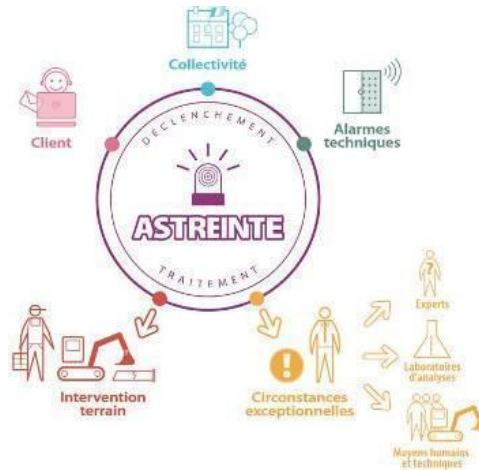 Collectivité
Client
Alarmes
techniques
DÉCLENCHEMENT
ASTREINTE
TRAITEMENT
Intervention
terrain
!
Circonstances
exceptionnelles
?
Experts
Laboratoires
d'analyses
Moyens humains
et techniques